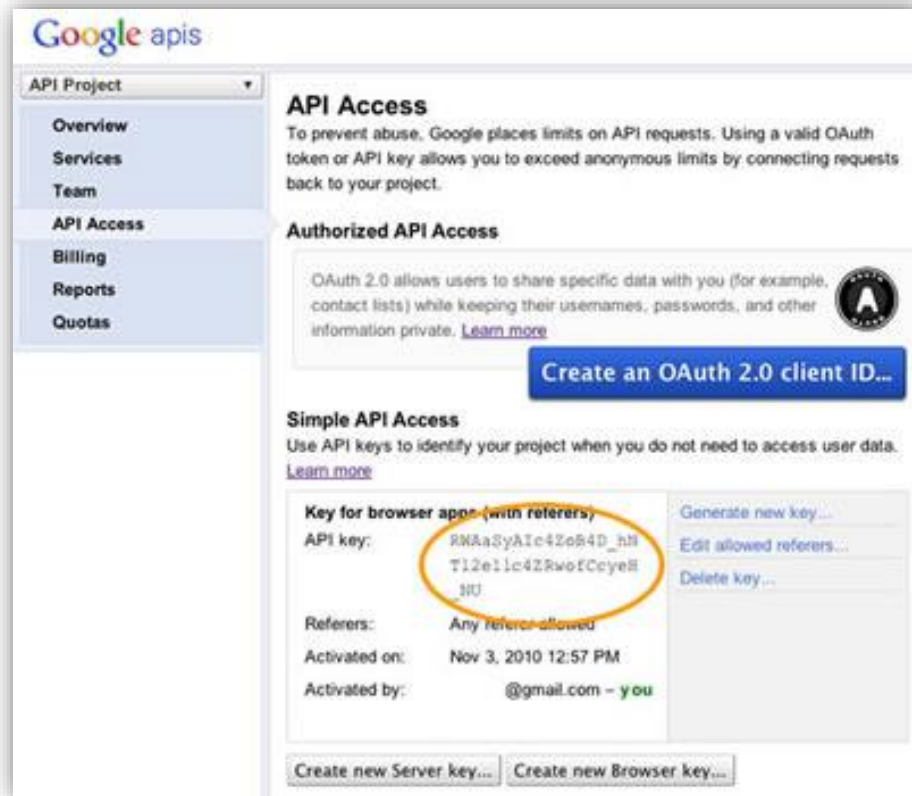 Google apis
API Project
Overview
Services
Team
API Access
Billing
Reports
Quotas
API Access
To prevent abuse, Google places limits on API requests. Using a valid OAuth
token or API key allows you to exceed anonymous limits by connecting requests
back to your project.
Authorized API Access
OAuth 2.0 allows users to share specific data with you (for example,
contact lists) while keeping their usernames, passwords, and other
information private. Learn more
Create an OAuth 2.0 client ID...
Simple API Access
Use API keys to identify your project when you do not need to access user data.
Learn more
Key for browser apps (with referers)
API key:
Referers: Any referer allowed
Activated on: Nov 3, 2010 12:57 PM
Activated by: @gmail.com – you
Generate new key...
Edit allowed referers...
Delete key...
Create new Server key... Create new Browser key...